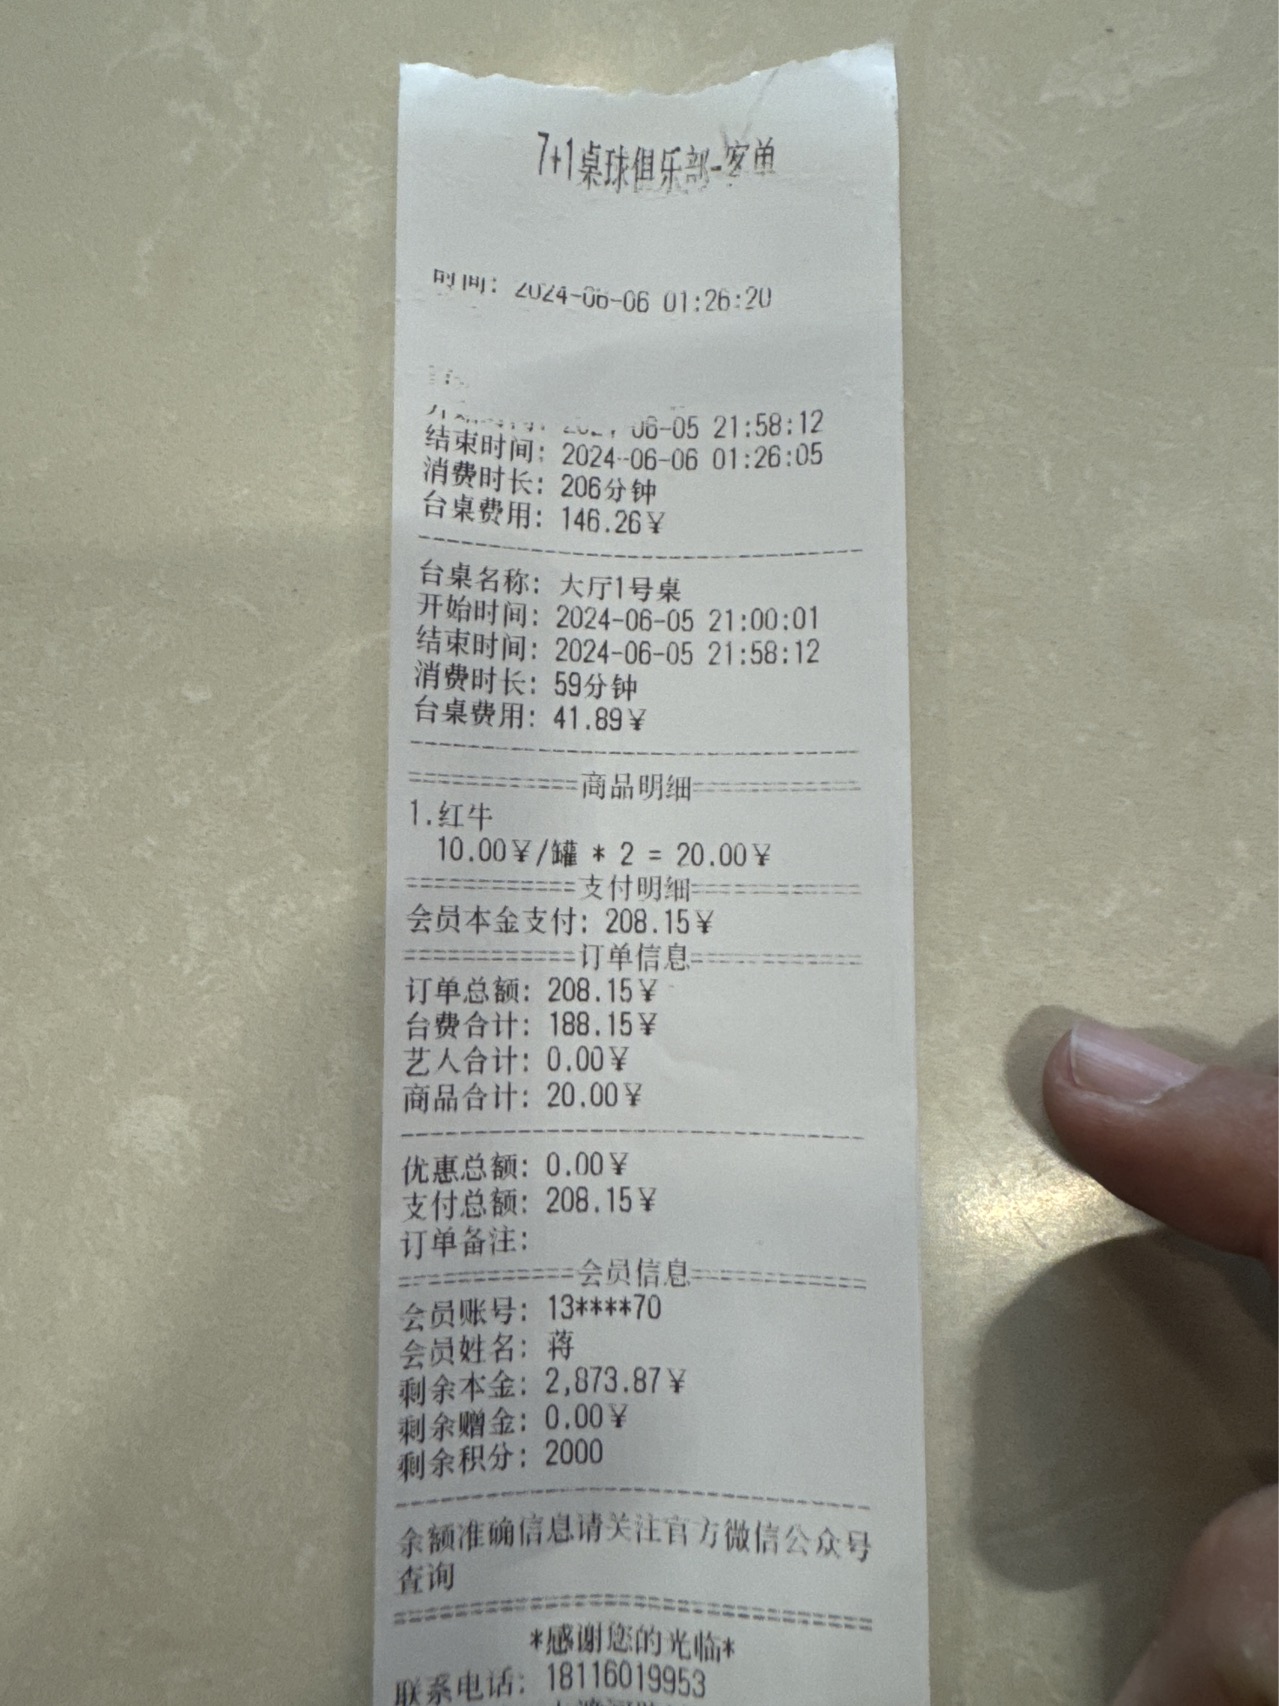 7+1桌球俱乐部-客单
时间: 2024-06-06 01:26:20
06-05 21:58:12
结束时间: 2024-06-06 01:26:05
消费时长: 206分钟
台桌费用: 146.26¥
台桌名称: 大厅1号桌
开始时间: 2024-06-05 21:00:01
结束时间: 2024-06-05 21:58:12
消费时长: 59分钟
台桌费用: 41.89¥
===========商品明细===========
1.红牛
10.00¥/罐 * 2 = 20.00¥
===========支付明细===========
会员本金支付: 208.15¥
===========订单信息===========
订单总额: 208.15¥
台费合计: 188.15¥
艺人合计: 0.00¥
商品合计: 20.00¥
优惠总额: 0.00¥
支付总额: 208.15¥
订单备注:
===========会员信息===========
会员账号: 13****70
会员姓名: 蒋
剩余本金: 2,873.87¥
剩余赠金: 0.00¥
剩余积分: 2000
余额准确信息请关注官方微信公众号
查询
*感谢您的光临*
联系电话: 18116019953